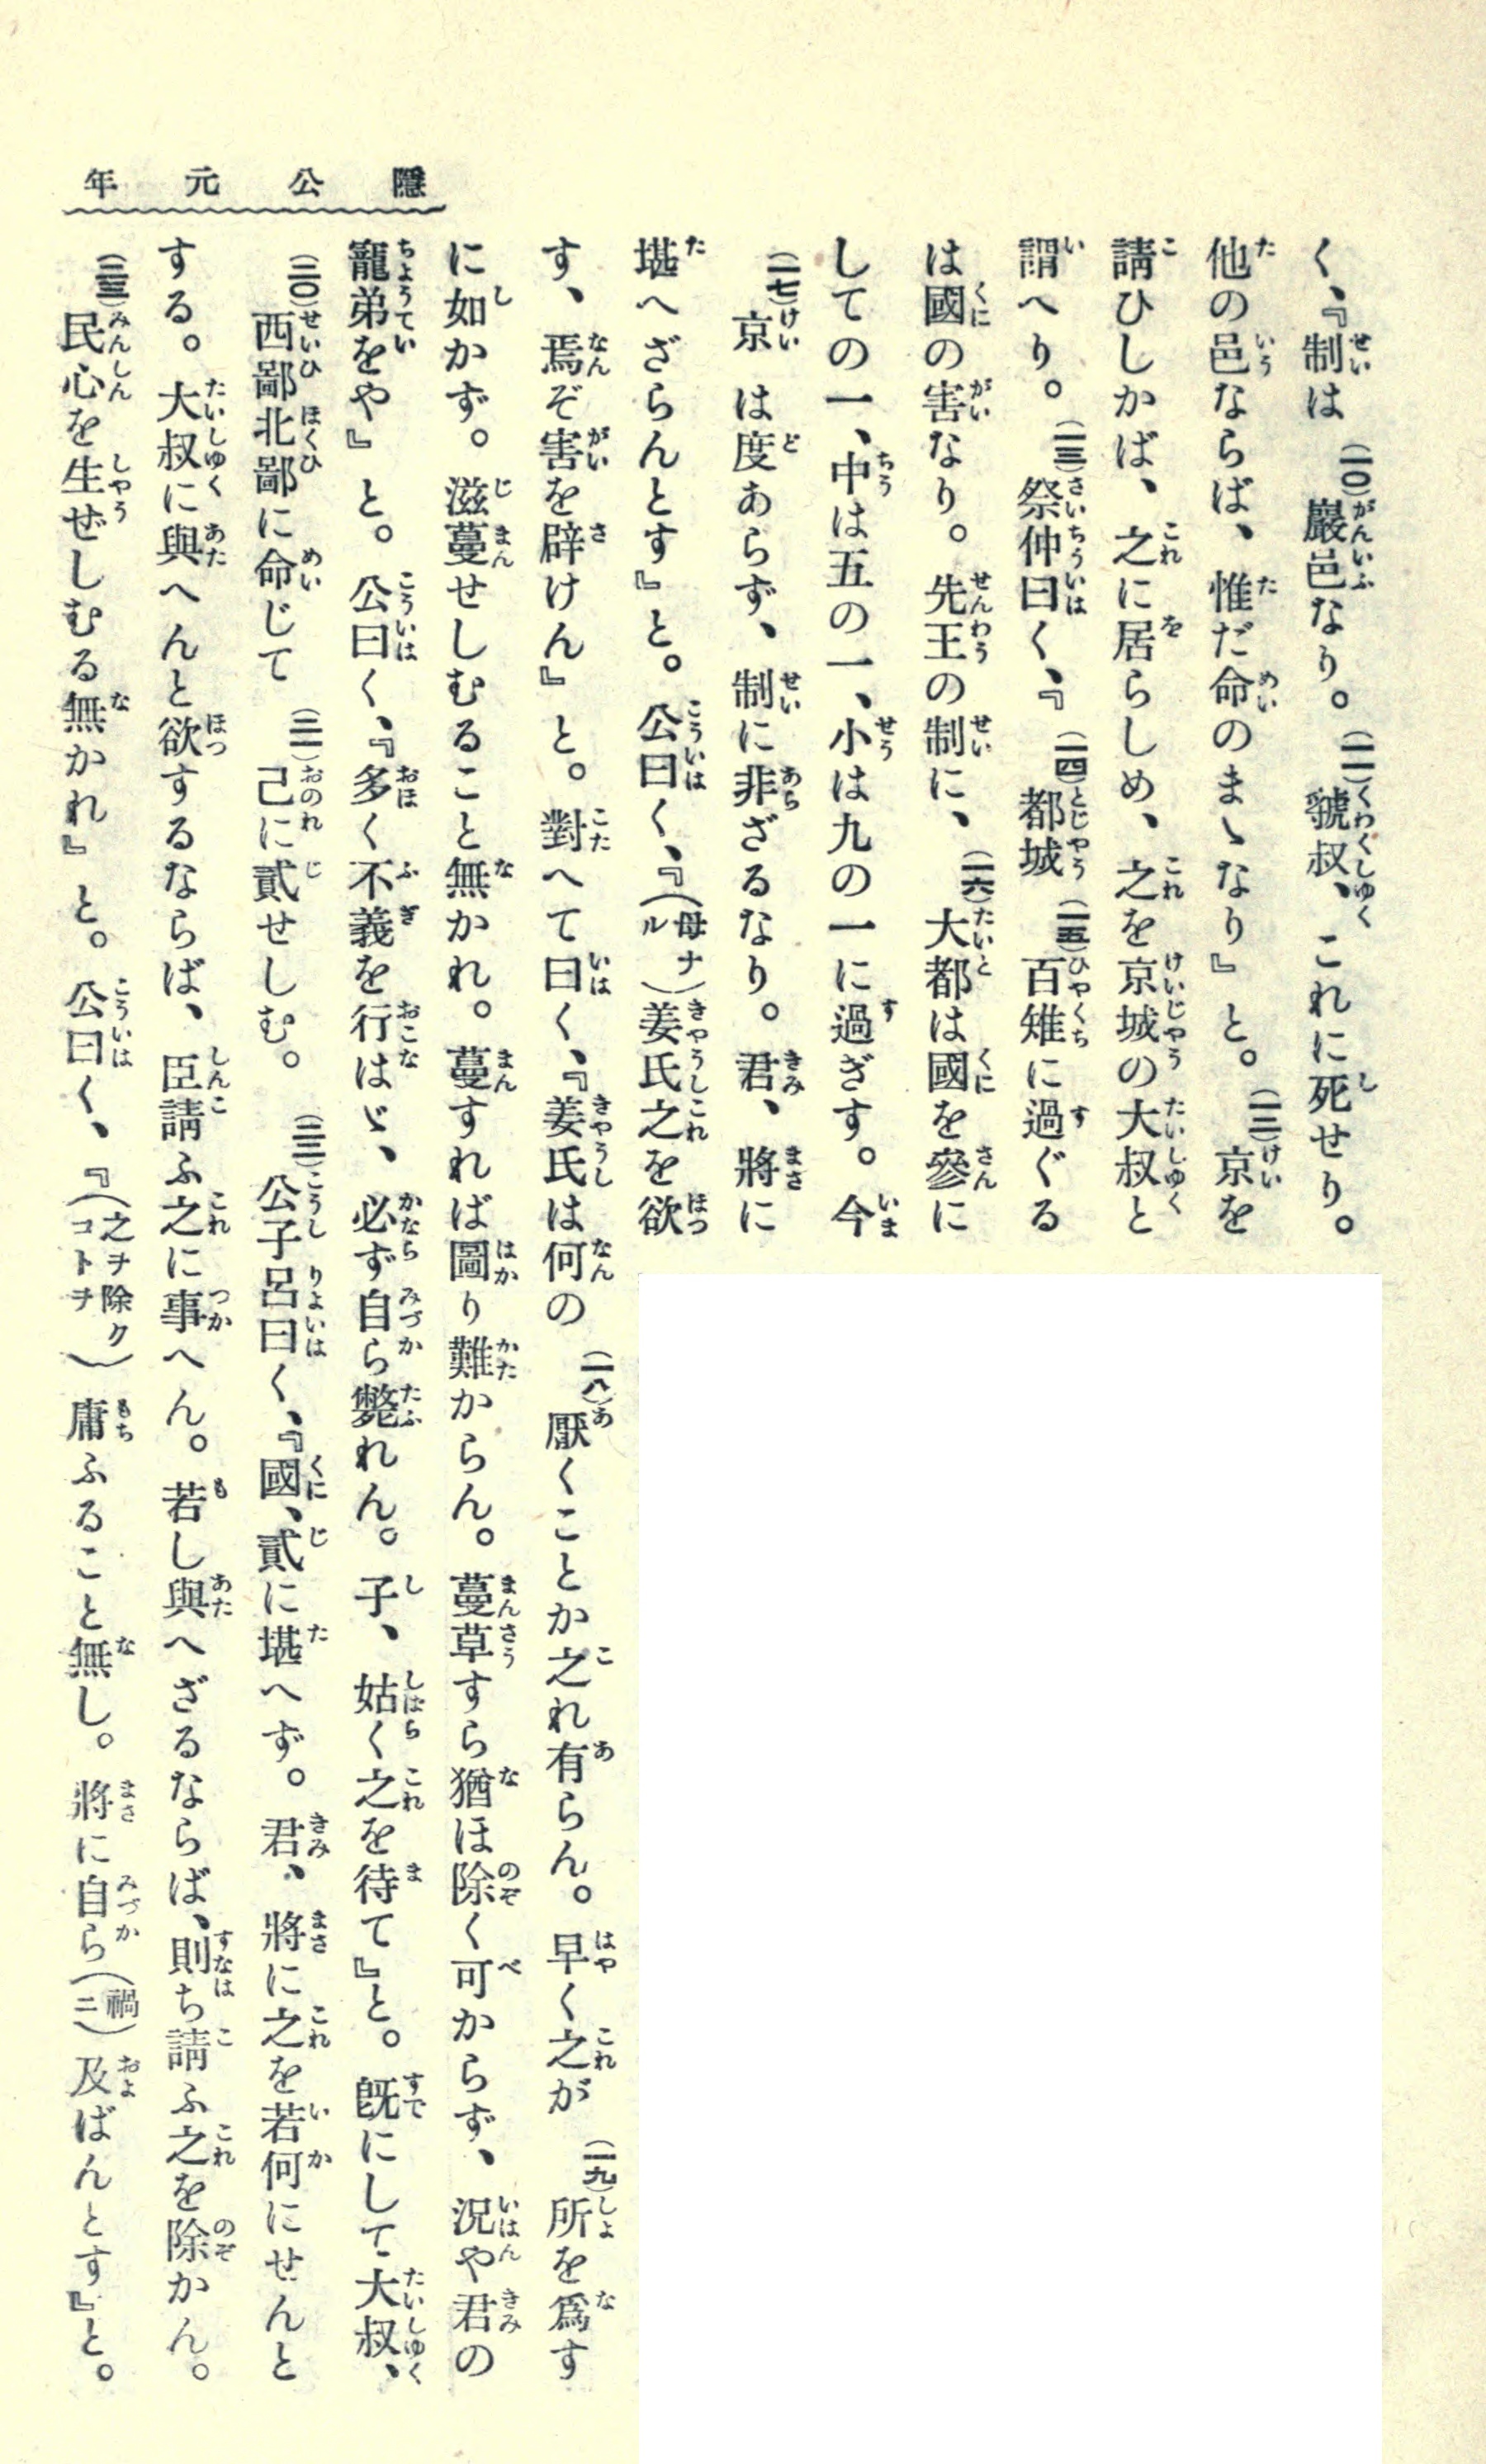 隱公元年
く、『制は(一〇)巖邑なり。(一一)虢叔、これに死せり。
他の邑ならば、惟だ命のまゝなり』と。(一二)京を
請ひしかば、之に居らしめ、之を京城の大叔と
謂へり。(一三)祭仲曰く、『(一四)都城(一五)百雉に過ぐる
は國の害なり。先王の制に、(一六)大都は國を參に
しての一、中は五の一、小は九の一に過ぎず。今
(一七)京は度あらず、制に非ざるなり。君、將に
堪へざらんとす』と。公曰く、『(母ナル)姜氏之を欲
す、焉ぞ害を辟けん』と。對へて曰く、『姜氏は何の(一八)厭くことか之れ有らん。早く之が(一九)所を爲す
に如かず。滋蔓せしむること無かれ。蔓すれば圖り難からん。蔓草すら猶ほ除く可からず、況や君の
寵弟をや』と。公曰く、『多く不義を行はゞ、必ず自ら斃れん。子、姑く之を待て』と。既にして大叔、
(二〇)西鄙北鄙に命じて(二一)己に貳せしむ。(二二)公子呂曰く、『國、貳に堪へず。君、將に之を若何にせんと
する。大叔に與へんと欲するならば、臣請ふ之に事へん。若し與へざるならば、則ち請ふ之を除かん。
(二三)民心を生ぜしむる無かれ』と。公曰く、『(之ヲ除クコトヲ)庸ふること無し。將に自ら(禍ニ)及ばんとす』と。